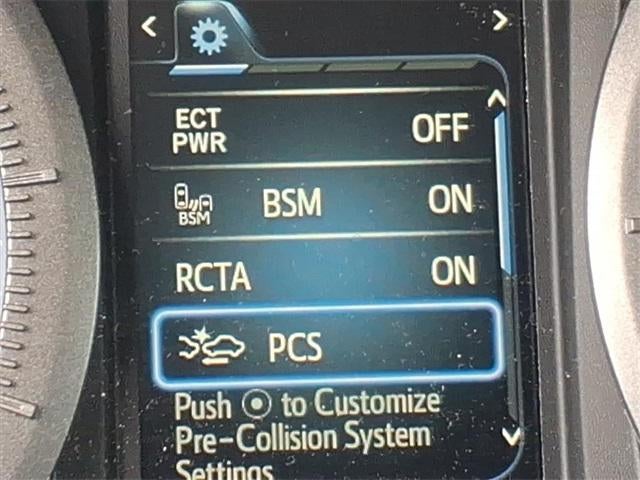 ECT
PWR OFF
BSM BSM ON
RCTA ON
PCS
Push to Customize
Pre-Collision System
Settings